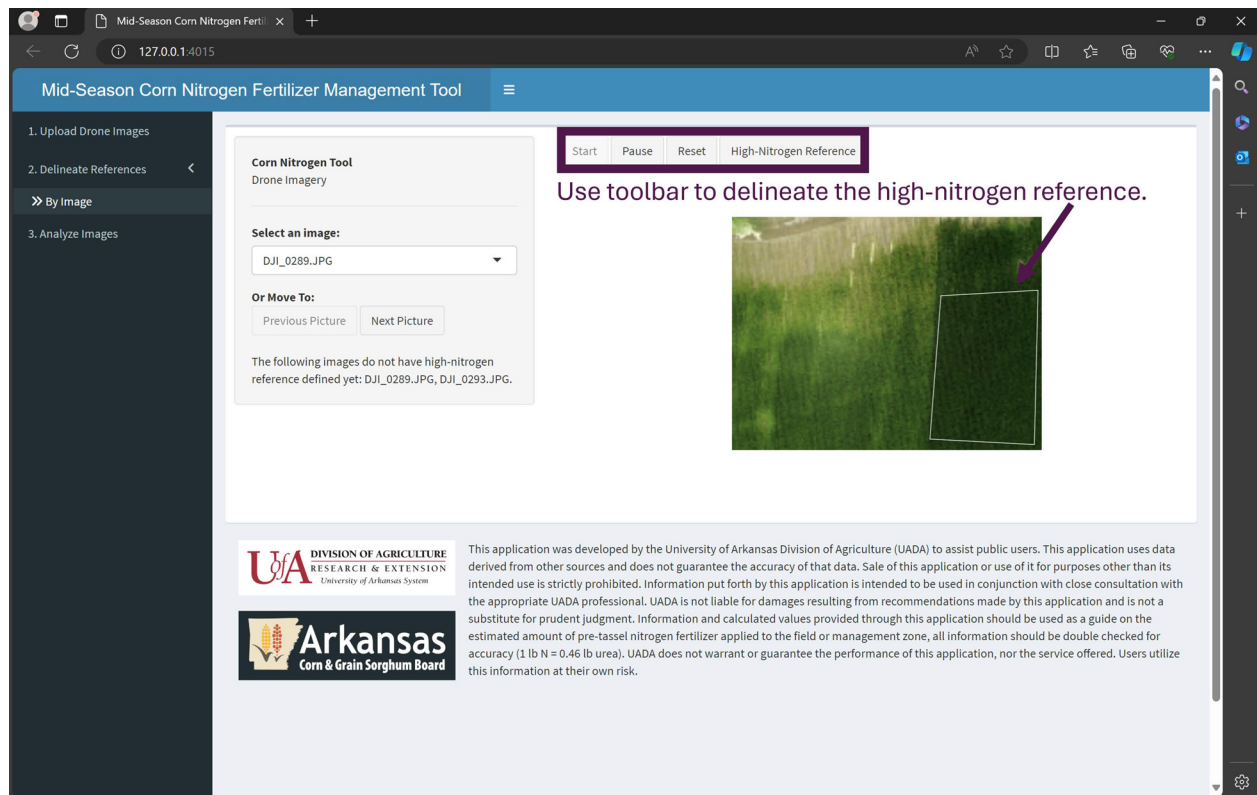 Mid-Season Corn Nitrogen Fertil
127.0.0.1:4015
Mid-Season Corn Nitrogen Fertilizer Management Tool
1. Upload Drone Images
2. Delineate References
By Image
3. Analyze Images
Corn Nitrogen Tool
Drone Imagery
Select an image:
DJI_0289.JPG
Or Move To:
Previous Picture Next Picture
The following images do not have high-nitrogen
reference defined yet: DJI_0289.JPG, DJI_0293.JPG.
Start Pause Reset High-Nitrogen Reference
Use toolbar to delineate the high-nitrogen reference.
UofA
DIVISION OF AGRICULTURE
RESEARCH & EXTENSION
University of Arkansas System
Arkansas
Corn & Grain Sorghum Board
This application was developed by the University of Arkansas Division of Agriculture (UADA) to assist public users. This application uses data
derived from other sources and does not guarantee the accuracy of that data. Sale of this application or use of it for purposes other than its
intended use is strictly prohibited. Information put forth by this application is intended to be used in conjunction with close consultation with
the appropriate UADA professional. UADA is not liable for damages resulting from recommendations made by this application and is not a
substitute for prudent judgment. Information and calculated values provided through this application should be used as a guide on the
estimated amount of pre-tassel nitrogen fertilizer applied to the field or management zone, all information should be double checked for
accuracy (1 lb N = 0.46 lb urea). UADA does not warrant or guarantee the performance of this application, nor the service offered. Users utilize
this information at their own risk.